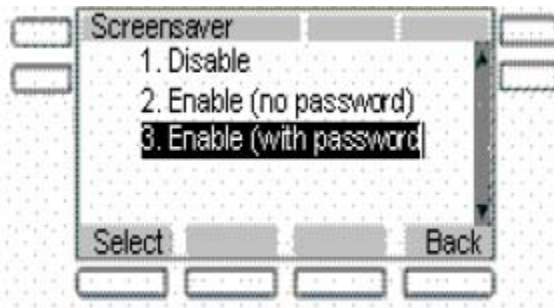 Screensaver
1. Disable
2. Enable (no password)
3. Enable (with password
Select Back